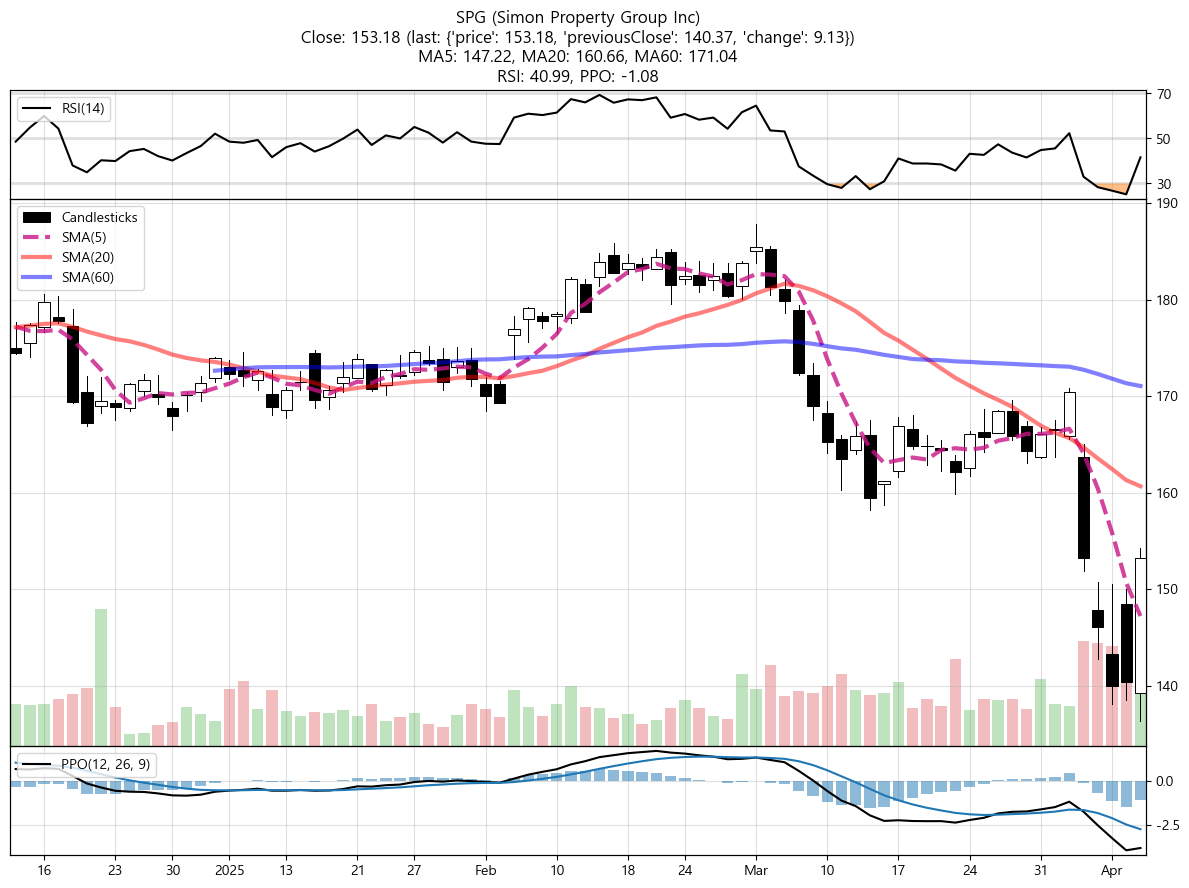 SPG (Simon Property Group Inc)
Close: 153.18 (last: {'price': 153.18, 'previousClose': 140.37, 'change': 9.13})
MA5: 147.22, MA20: 160.66, MA60: 171.04
RSI: 40.99, PPO: -1.08
RSI(14)
70
50
30
Candlesticks
SMA(5)
SMA(20)
SMA(60)
190
180
170
160
150
140
PPO(12, 26, 9)
0.0
-2.5
16 23 30 2025 13 21 27 Feb 10 18 24 Mar 10 17 24 31 Apr